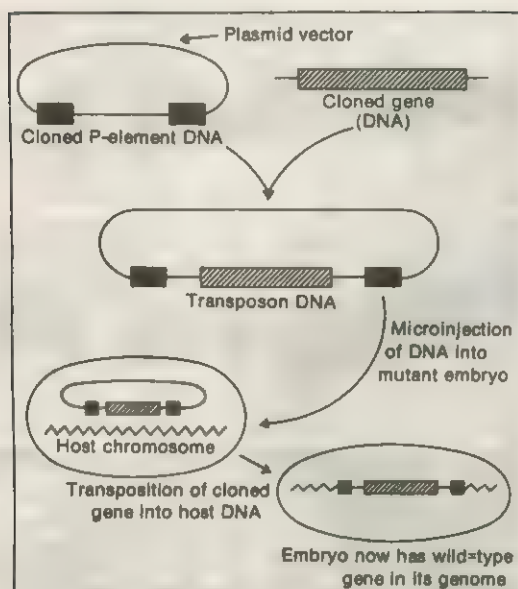 Plasmid vector
Cloned P-element DNA
Cloned gene
(DNA)
Transposon DNA
Microinjection
of DNA into
mutant embryo
Host chromosome
Transposition of cloned
gene into host DNA
Embryo now has wild=type
gene in its genome